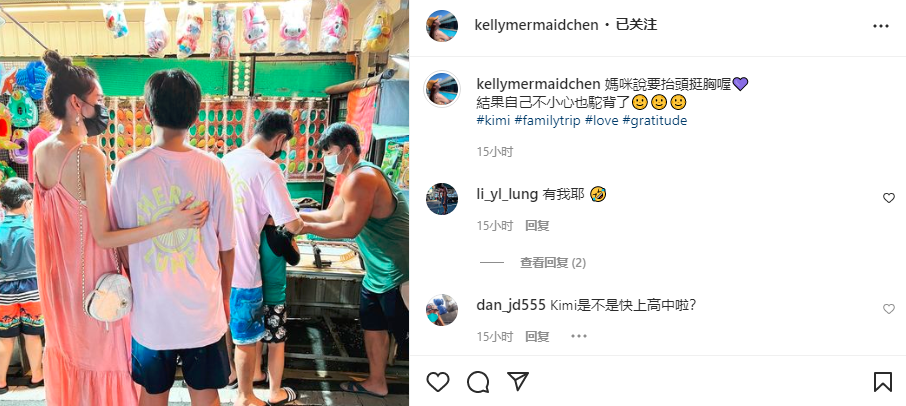 kellymermaidchen • 已关注
kellymermaidchen 媽咪說要抬頭挺胸喔💜
結果自己不小心也駝背了☺️☺️☺️
#kimi #familytrip #love #gratitude
15小时
li_yl_lung 有我耶 🤣
15小时 回复
查看回复 (2)
dan_jd555 Kimi是不是快上高中啦？
15小时 回复